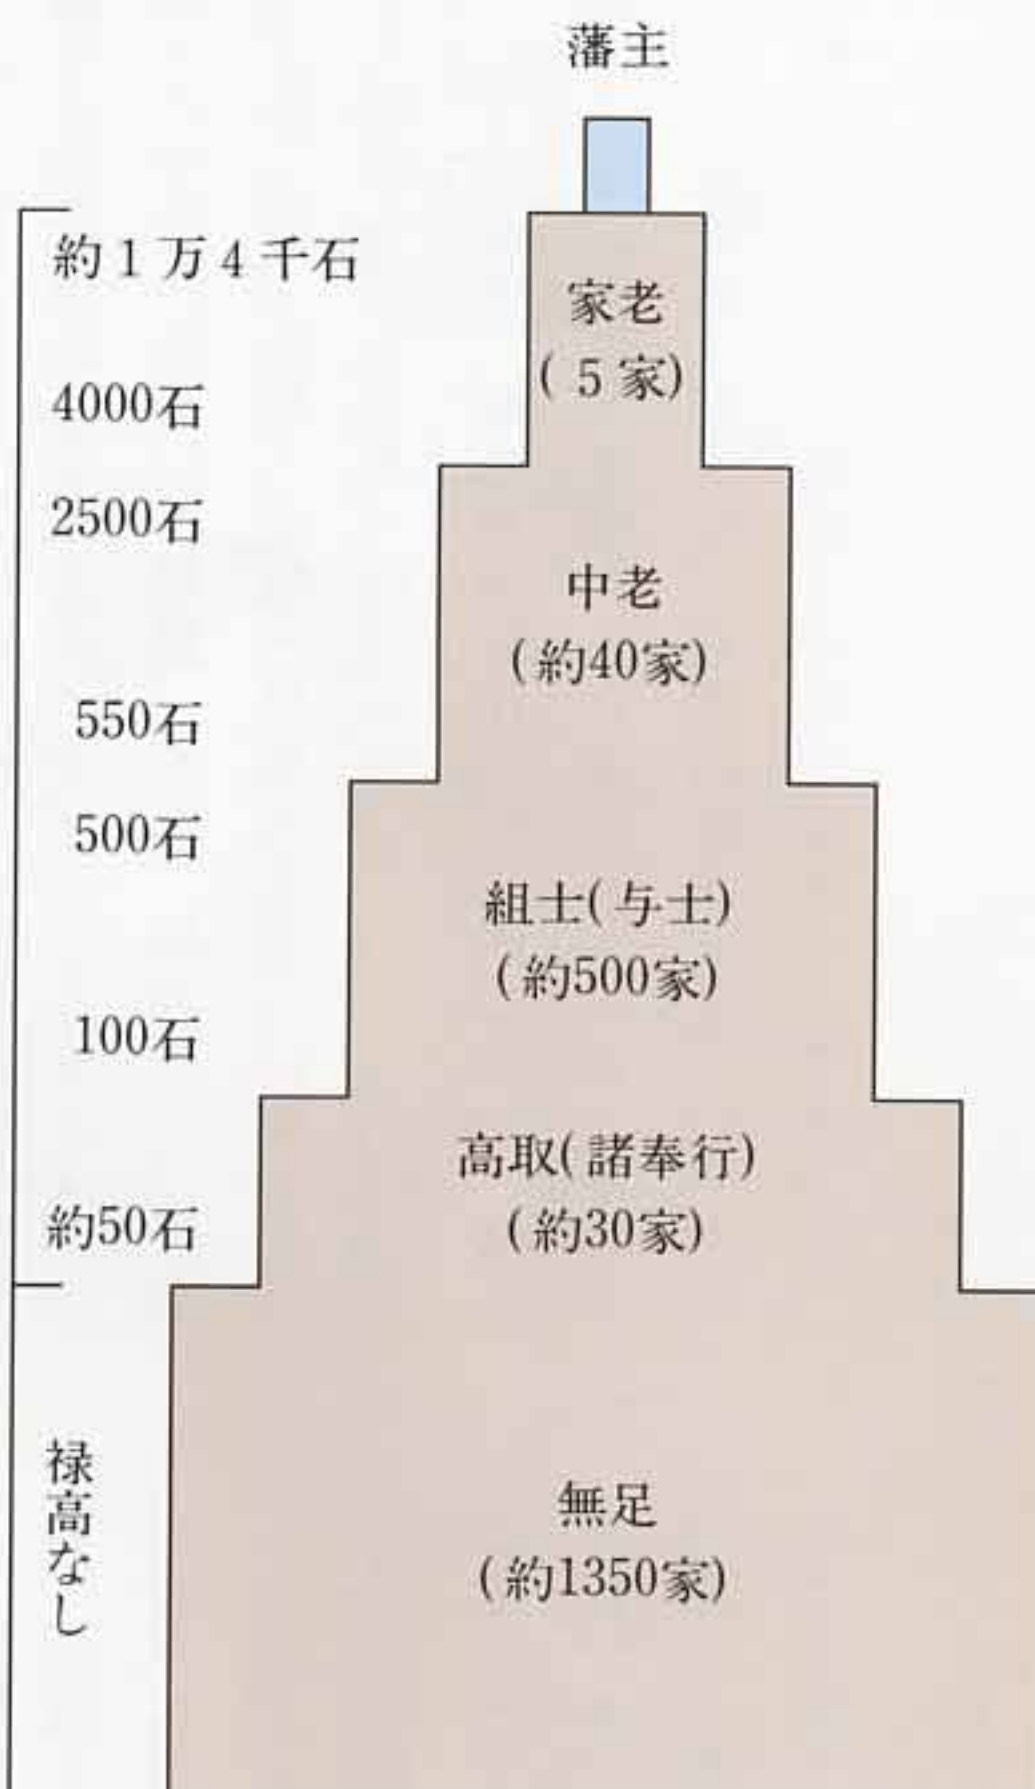 藩主
約1万4千石
家老
(5家)
4000石
2500石
中老
(約40家)
550石
500石
組士(与士)
(約500家)
100石
高取(諸奉行)
(約30家)
約50石
禄高なし
無足
(約1350家)